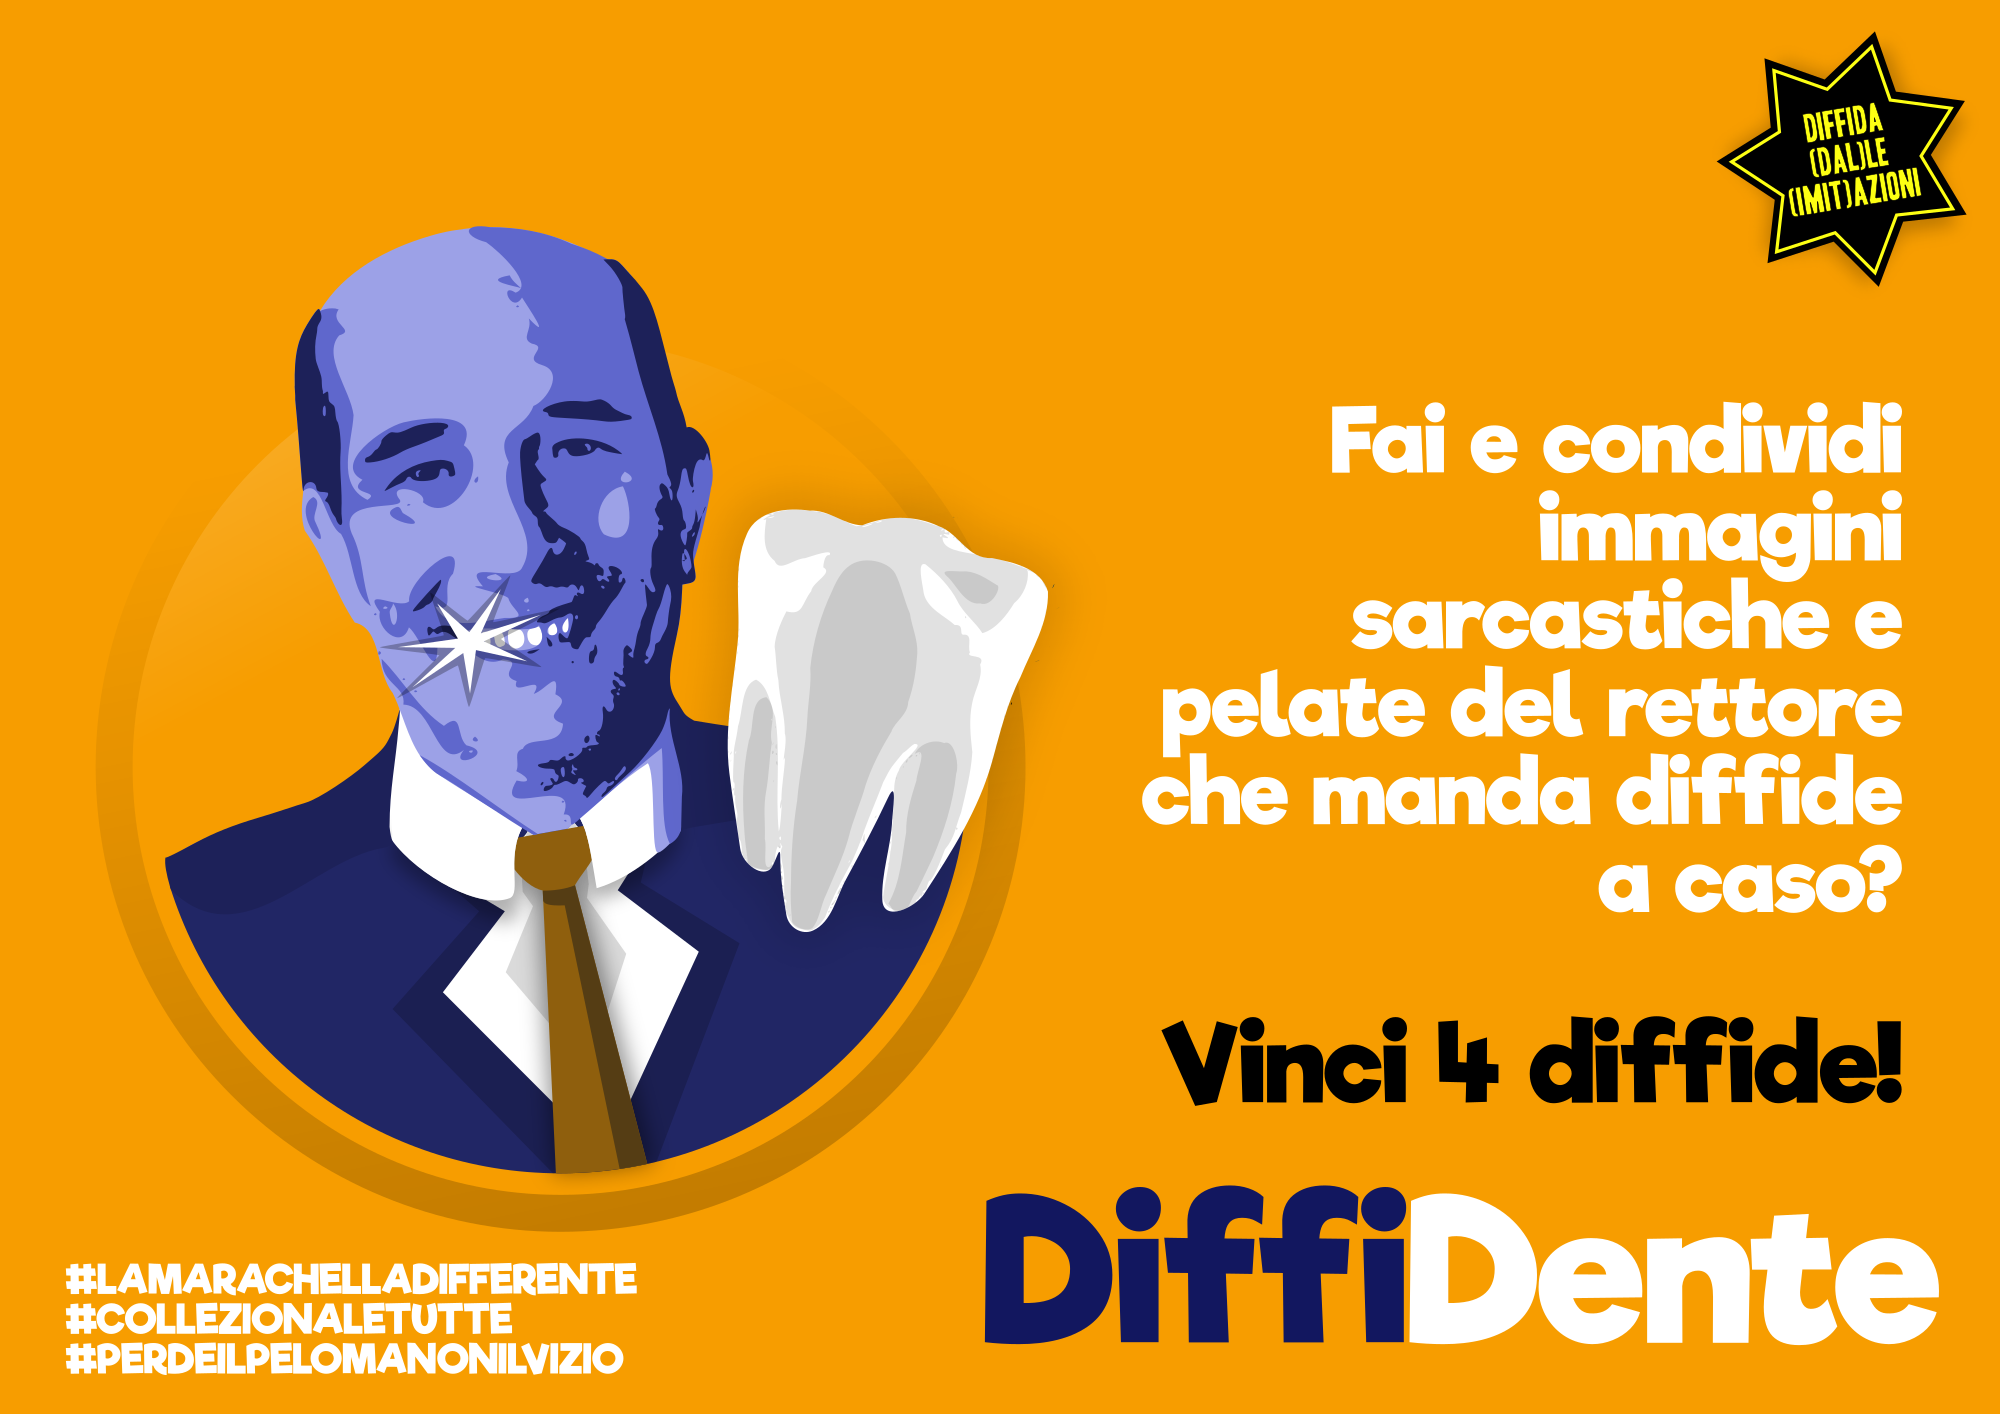 DIFFIDA
(DAL)LE
(IMIT)AZIONI
Fai e condividi
immagini
sarcastiche e
pelate del rettore
che manda diffide
a caso?
Vinci 4 diffide!
DiffiDente
#LAMARACHELLADIFFERENTE
#COLLEZIONALETUTTE
#PERDEILPELOMANONILVIZIO